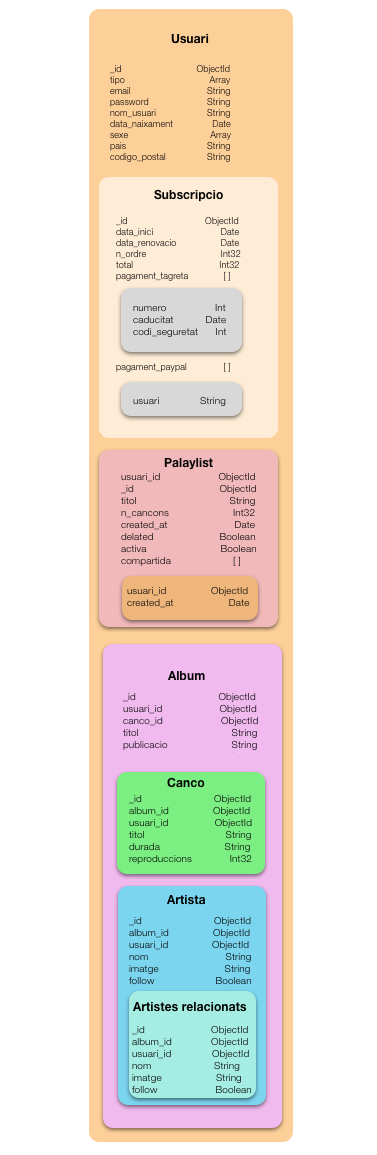 Usuari
_id ObjectId
tipo Array
email String
password String
nom_usuari String
data_naixament Date
sexe Array
pais String
codigo_postal String
Subscripcio
_id ObjectId
data_inici Date
data_renovacio Date
n_ordre Int32
total Int32
pagament_tagreta [ ]
numero Int
caducitat Date
codi_seguretat Int
pagament_paypal [ ]
usuari String
Palaylist
usuari_id ObjectId
_id ObjectId
titol String
n_cancons Int32
created_at Date
delated Boolean
activa Boolean
compartida [ ]
usuari_id ObjectId
created_at Date
Album
_id ObjectId
usuari_id ObjectId
canco_id ObjectId
titol String
publicacio String
Canco
_id ObjectId
album_id ObjectId
usuari_id ObjectId
titol String
durada String
reproduccions Int32
Artista
_id ObjectId
album_id ObjectId
usuari_id ObjectId
nom String
imatge String
follow Boolean
Artistes relacionats
_id ObjectId
album_id ObjectId
usuari_id ObjectId
nom String
imatge String
follow Boolean